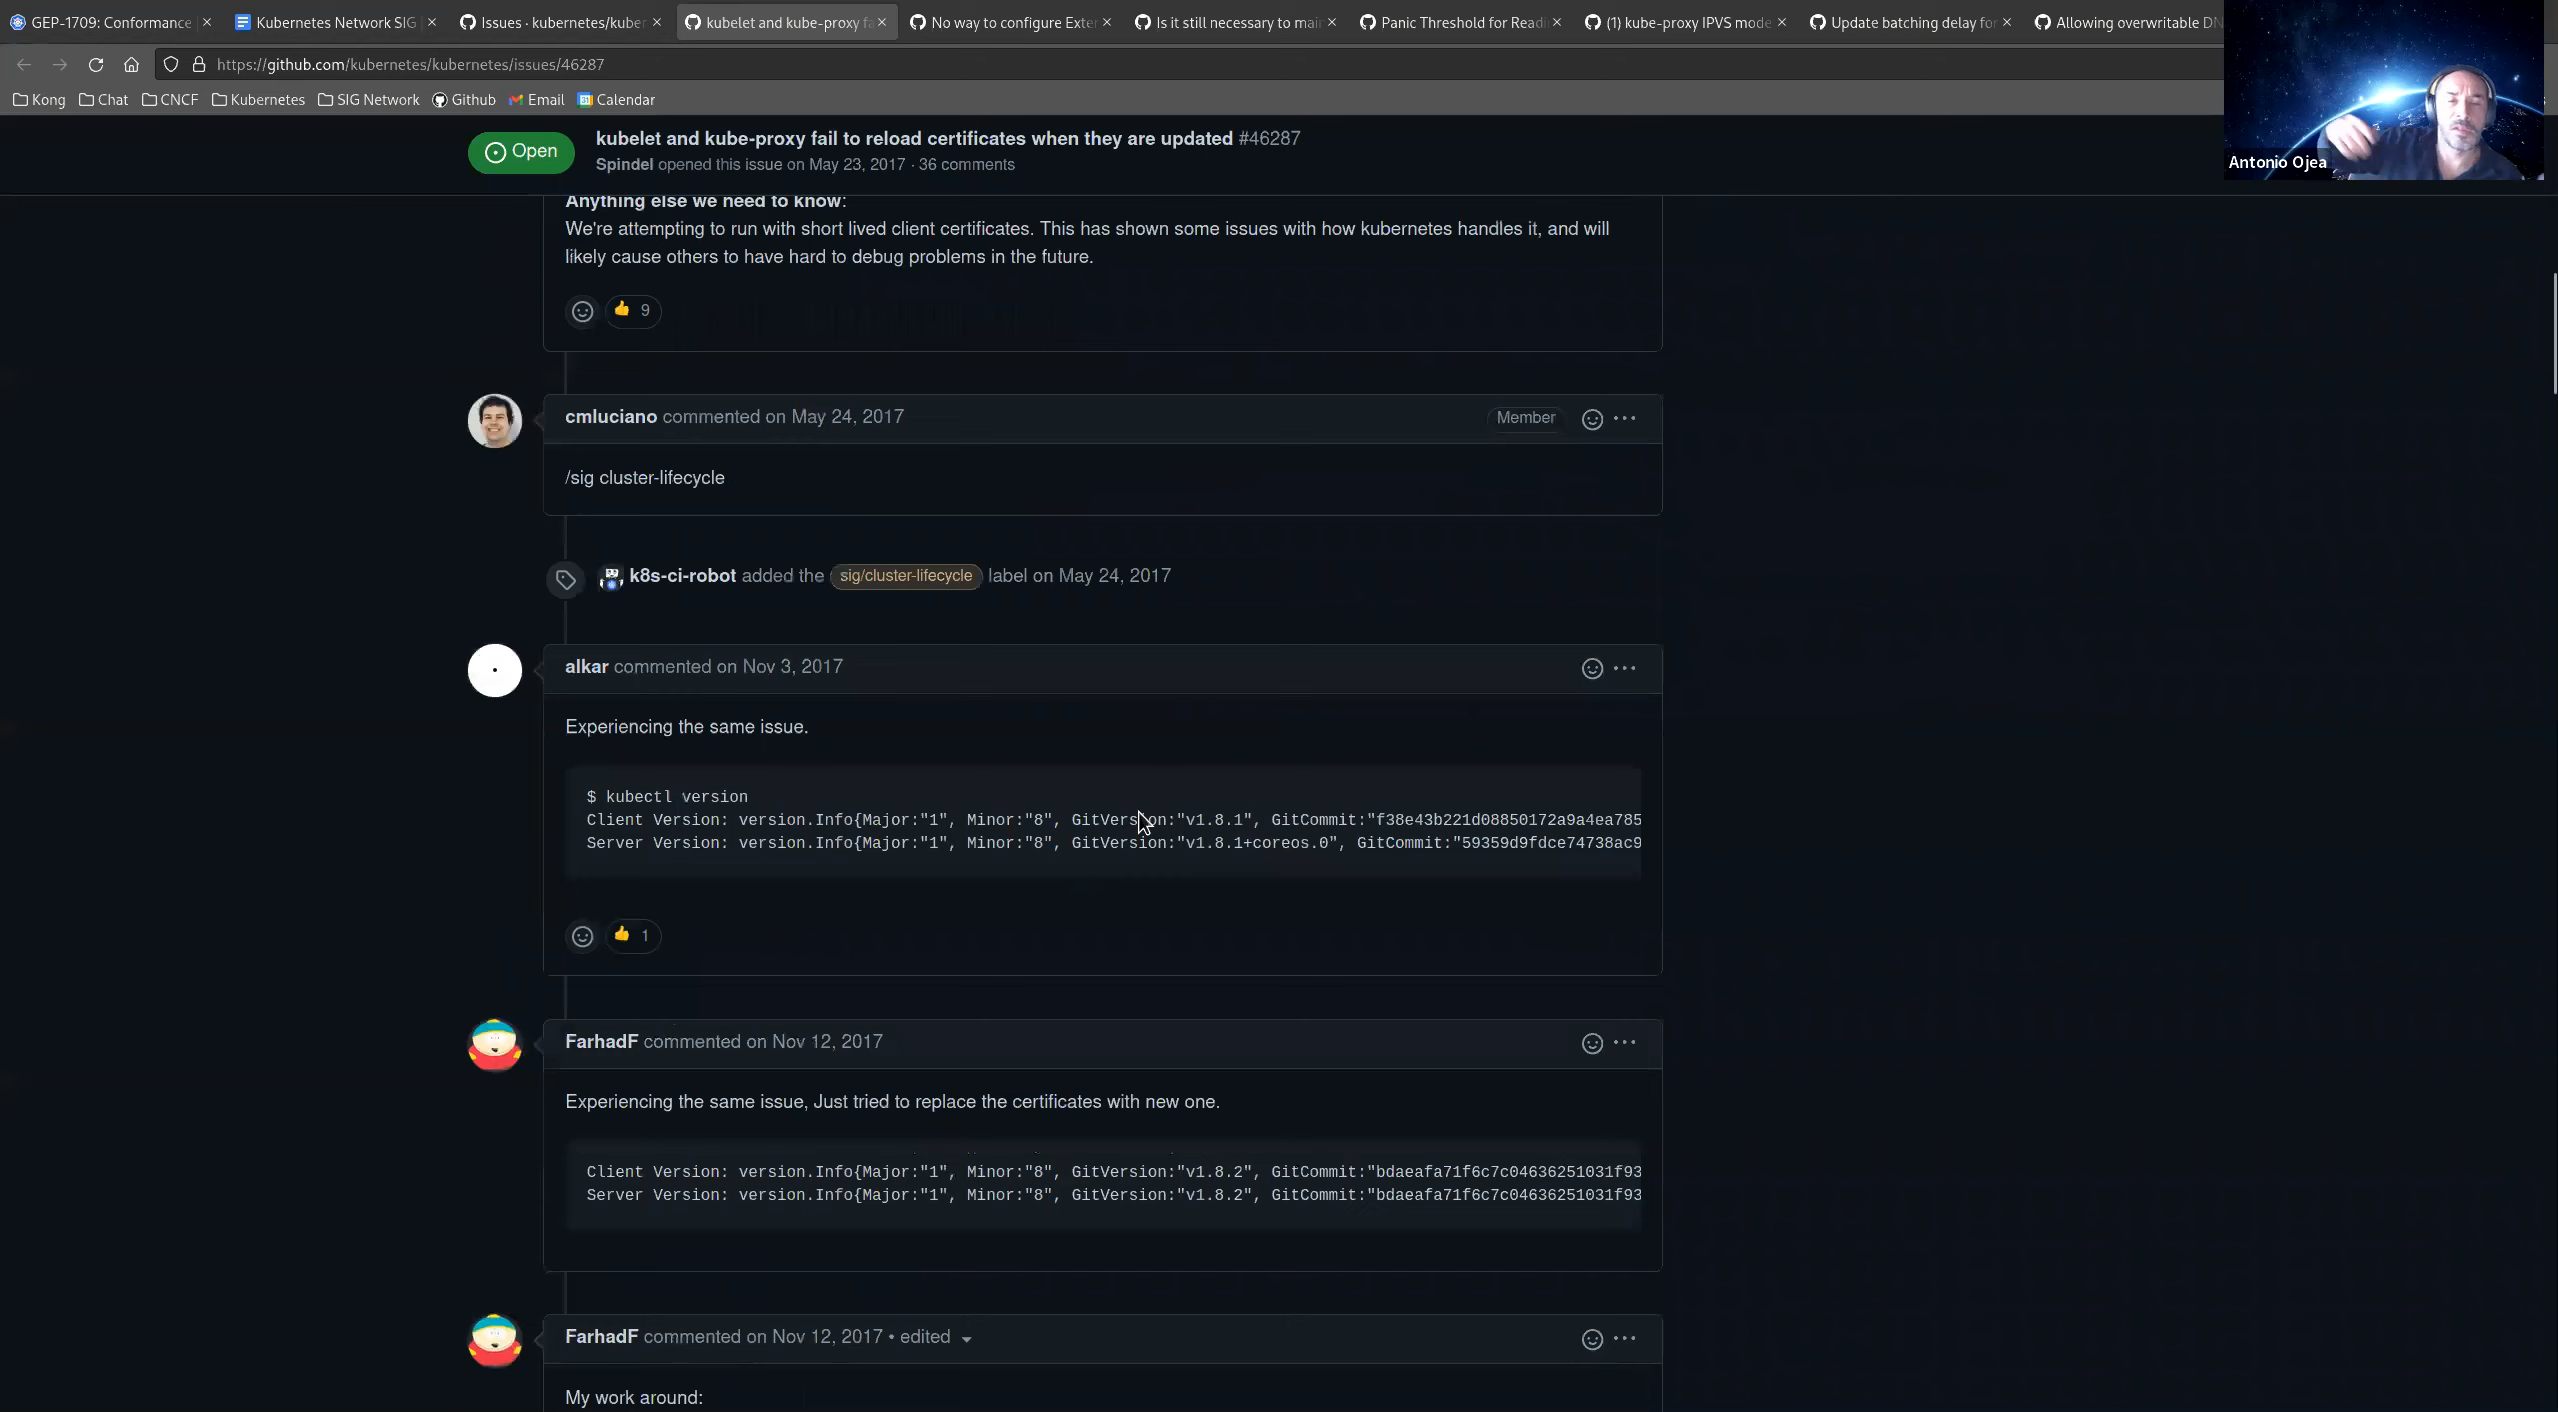 GEP-1709: Conformance
Kubernetes Network SIG
Issues · kubernetes/kuber
kubelet and kube-proxy fa
No way to configure Exte
Is it still necessary to mai
Panic Threshold for Readi
(1) kube-proxy IPVS mode
Update batching delay for
Allowing overwritable DN
https://github.com/kubernetes/kubernetes/issues/46287
Kong Chat CNCF Kubernetes SIG Network Github Email Calendar
Antonio Ojea
Open
kubelet and kube-proxy fail to reload certificates when they are updated #46287
Spindel opened this issue on May 23, 2017 · 36 comments
Anything else we need to know:
We're attempting to run with short lived client certificates. This has shown some issues with how kubernetes handles it, and will
likely cause others to have hard to debug problems in the future.
👍 9
cmluciano commented on May 24, 2017
Member
/sig cluster-lifecycle
k8s-ci-robot added the sig/cluster-lifecycle label on May 24, 2017
alkar commented on Nov 3, 2017
Experiencing the same issue.
$ kubectl version
Client Version: version.Info{Major:"1", Minor:"8", GitVersion:"v1.8.1", GitCommit:"f38e43b221d08850172a9a4ea785
Server Version: version.Info{Major:"1", Minor:"8", GitVersion:"v1.8.1+coreos.0", GitCommit:"59359d9fdce74738ac9
👍 1
FarhadF commented on Nov 12, 2017
Experiencing the same issue, Just tried to replace the certificates with new one.
Client Version: version.Info{Major:"1", Minor:"8", GitVersion:"v1.8.2", GitCommit:"bdaeafa71f6c7c04636251031f93
Server Version: version.Info{Major:"1", Minor:"8", GitVersion:"v1.8.2", GitCommit:"bdaeafa71f6c7c04636251031f93
FarhadF commented on Nov 12, 2017 • edited
My work around: